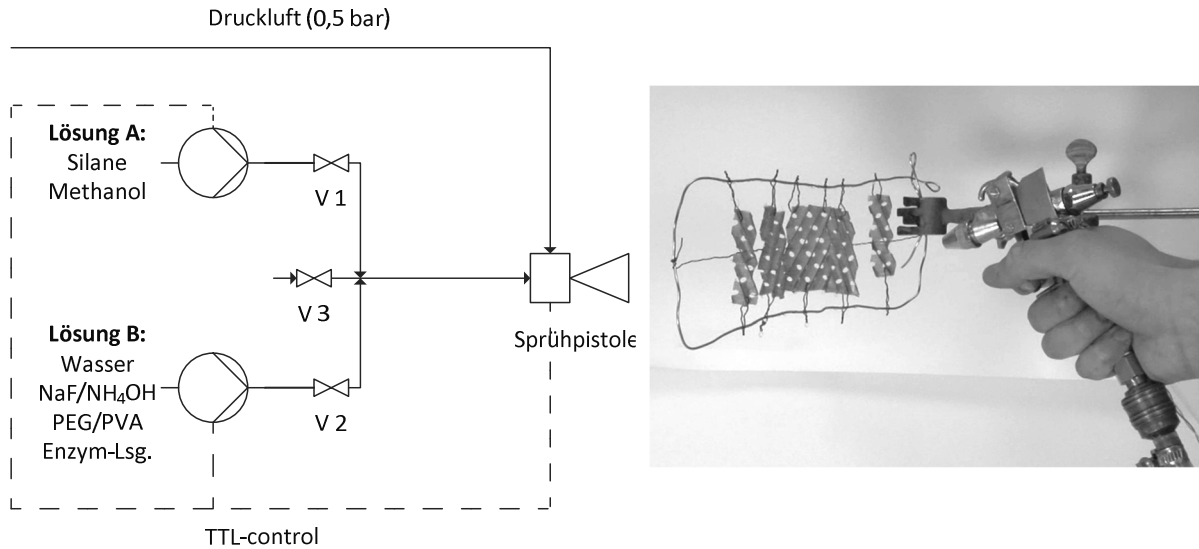 Druckluft (0,5 bar)
Lösung A:
Silane
Methanol
V 1
V 3
Lösung B:
Wasser
NaF/NH₄OH
PEG/PVA
Enzym-Lsg.
V 2
Sprühpistole
TTL-control